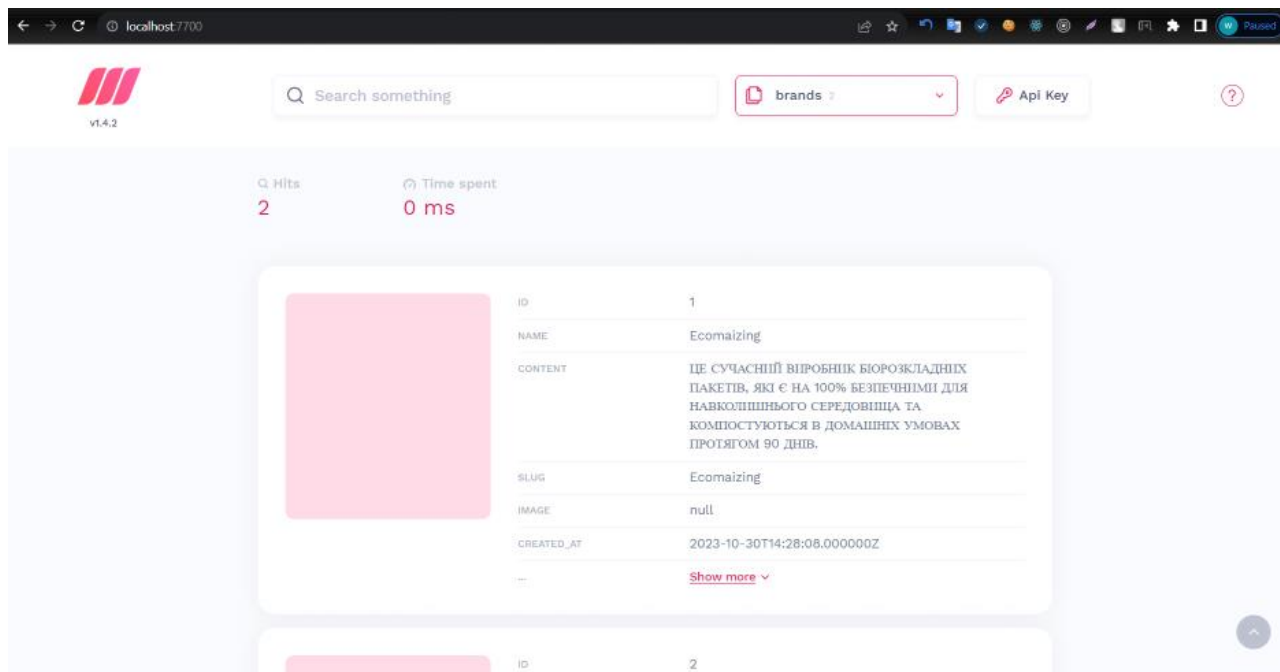 localhost:7700
Paused
v1.4.2
Search something
brands 2
Api Key
?
Hits
Time spent
2
0 ms
ID
1
NAME
Ecomaizing
CONTENT
ЦЕ СУЧАСНИЙ ВИРОБНИК БІОРОЗКЛАДНИХ
ПАКЕТІВ, ЯКІ Є НА 100% БЕЗПЕЧНИМИ ДЛЯ
НАВКОЛИШНЬОГО СЕРЕДОВИЩА ТА
КОМПОСТУЮТЬСЯ В ДОМАШНІХ УМОВАХ
ПРОТЯГОМ 90 ДНІВ.
SLUG
Ecomaizing
IMAGE
null
CREATED_AT
2023-10-30T14:28:08.000000Z
...
Show more
ID
2